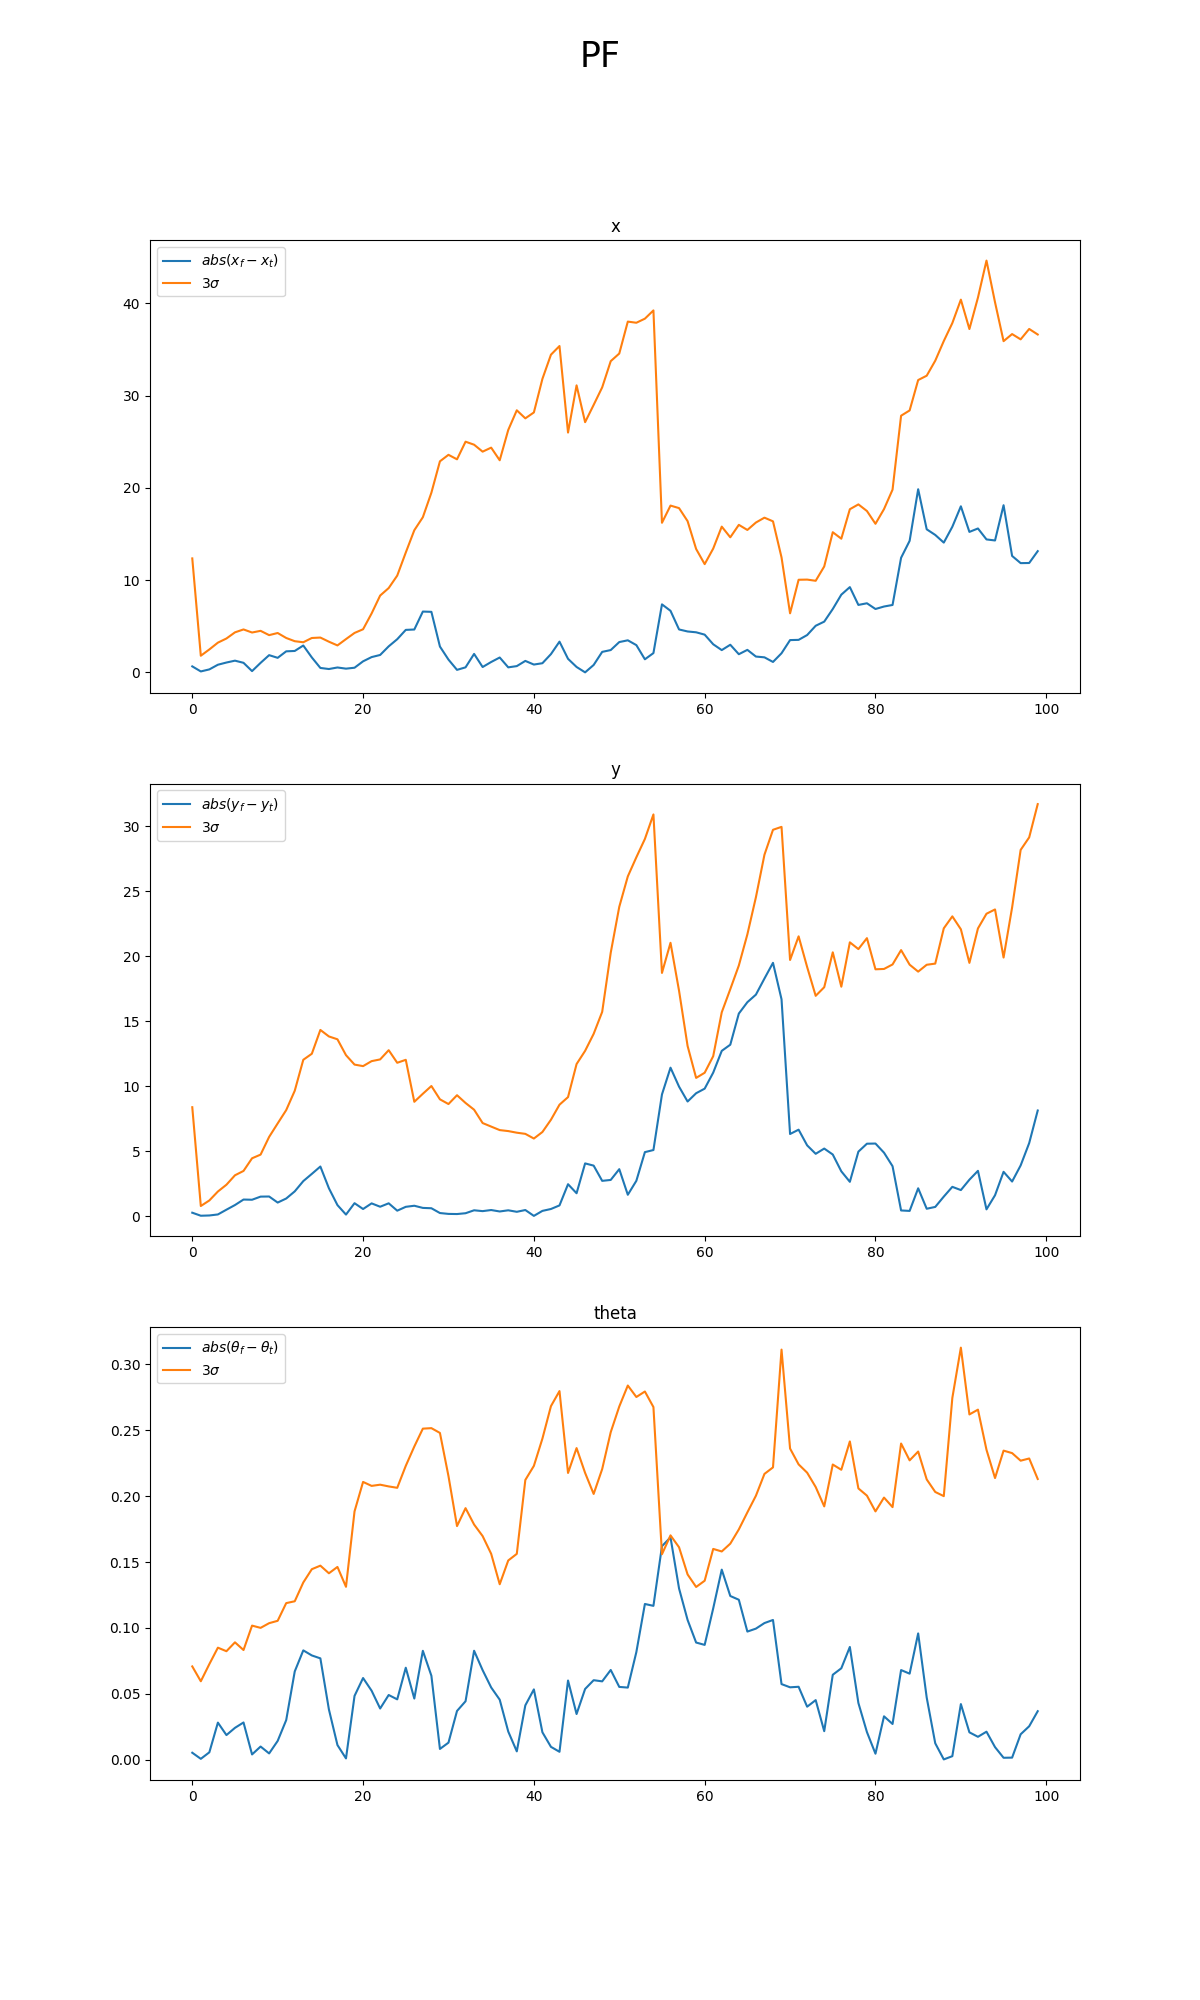 PF
x
abs(x_f − x_t)
3σ
40
30
20
10
0
0 20 40 60 80 100
y
abs(y_f − y_t)
3σ
30
25
20
15
10
5
0
0 20 40 60 80 100
theta
abs(θ_f − θ_t)
3σ
0.30
0.25
0.20
0.15
0.10
0.05
0.00
0 20 40 60 80 100